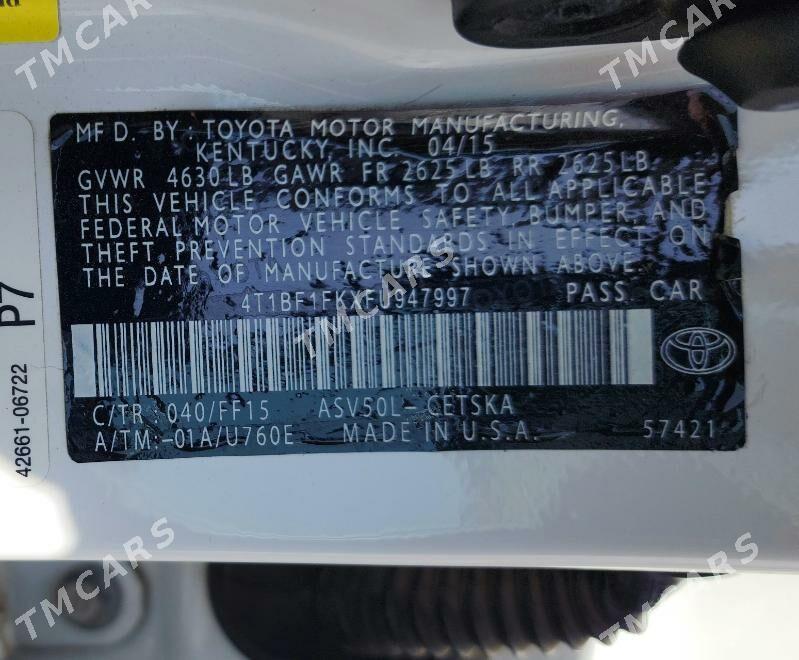 TMCARS
TMCARS
MF D. BY: TOYOTA MOTOR MANUFACTURING,
KENTUCKY, INC. 04/15
GVWR 4630LB GAWR FR 2625LB RR 2625LB
THIS VEHICLE CONFORMS TO ALL APPLICABLE
FEDERAL MOTOR VEHICLE SAFETY, BUMPER, AND
THEFT PREVENTION STANDARDS IN EFFECT ON
THE DATE OF MANUFACTURE SHOWN ABOVE.
4T1BF1FKXFU947997 PASS CAR
TMCARS
C/TR :040/FF15 ASV50L-CETSKA
A/TM:-01A/U760E MADE IN U.S.A. 57421
P7
42661-06722
TMCARS
TMCARS